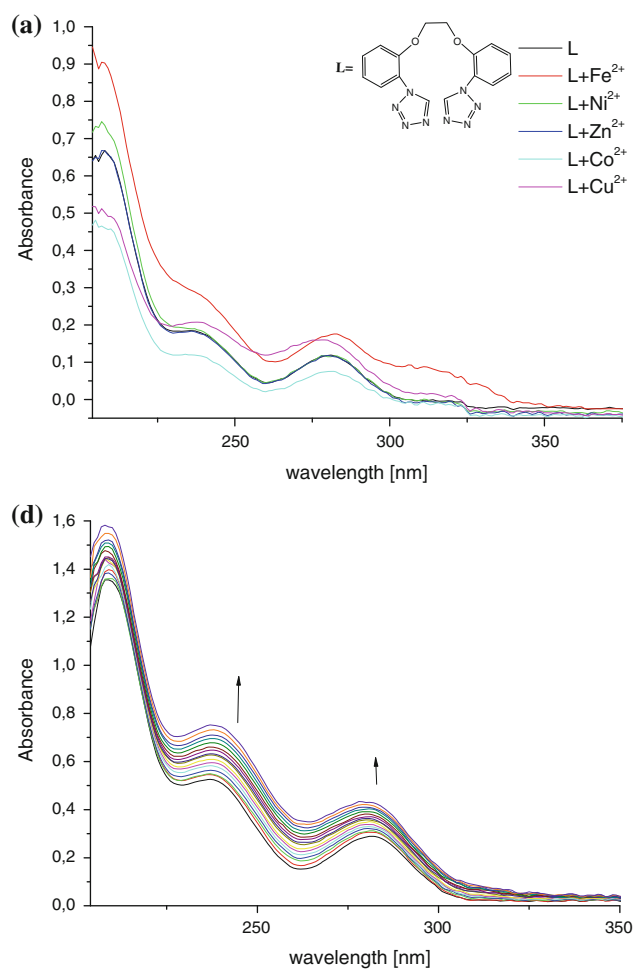 (a)
1,0
0,9
0,8
0,7
0,6
0,5
0,4
0,3
0,2
0,1
0,0
Absorbance
250
300
350
wavelength [nm]
L=
O
O
N
N
N
N
N
N
N
N
L
L+Fe²⁺
L+Ni²⁺
L+Zn²⁺
L+Co²⁺
L+Cu²⁺
(d)
1,6
1,4
1,2
1,0
0,8
0,6
0,4
0,2
0,0
Absorbance
250
300
350
wavelength [nm]